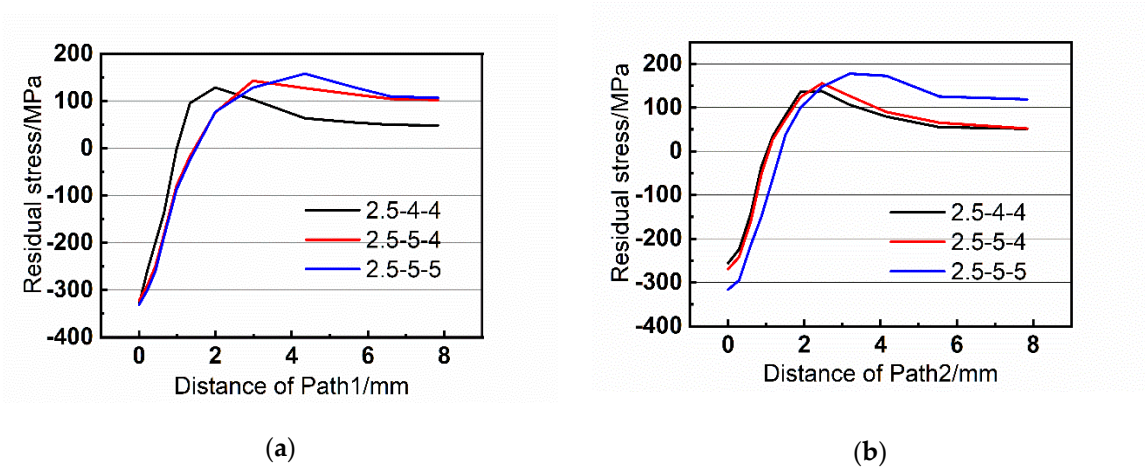 200
100
0
-100
-200
-300
-400
Residual stress/MPa
2.5-4-4
2.5-5-4
2.5-5-5
0 2 4 6 8
Distance of Path1/mm
(a)
200
100
0
-100
-200
-300
-400
Residual stress/MPa
2.5-4-4
2.5-5-4
2.5-5-5
0 2 4 6 8
Distance of Path2/mm
(b)